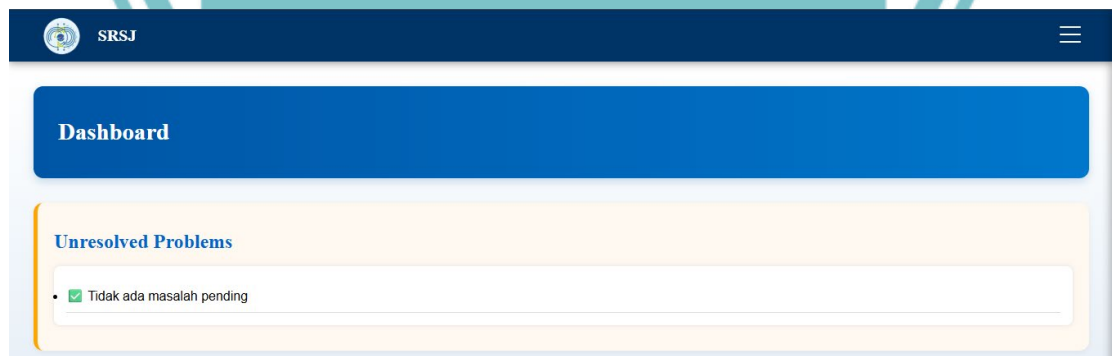 SRSJ
Dashboard
Unresolved Problems
✅ Tidak ada masalah pending